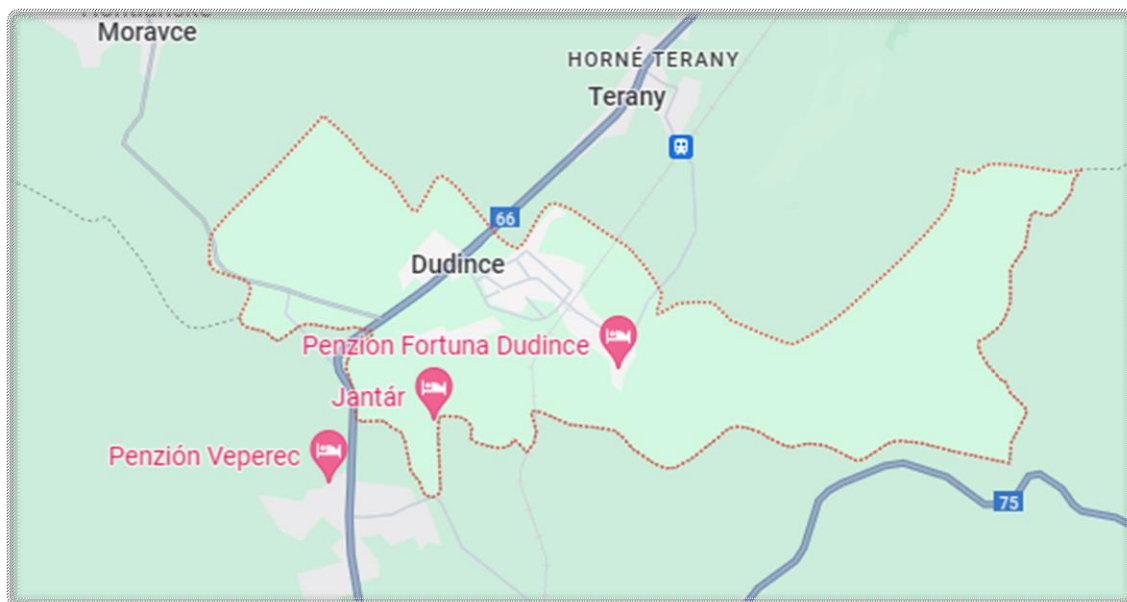 Moravce
HORNÉ TERANY
Terany
66
Dudince
Penzión Fortuna Dudince
Jantár
Penzión Veperec
75